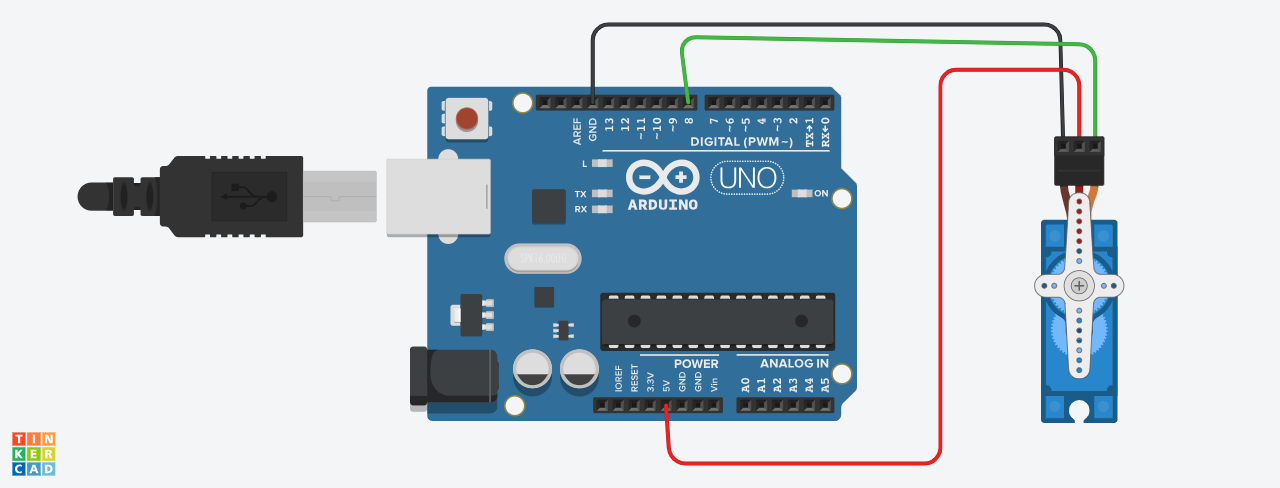 AREF
GND
13
12
~11
~10
~9
8
7
~6
~5
4
~3
2
TX→1
RX←0
DIGITAL (PWM~)
L
TX
RX
UNO
ON
ARDUINO
POWER
ANALOG IN
IOREF
RESET
3.3V
5V
GND
GND
Vin
A0
A1
A2
A3
A4
A5
TIN
KER
CAD